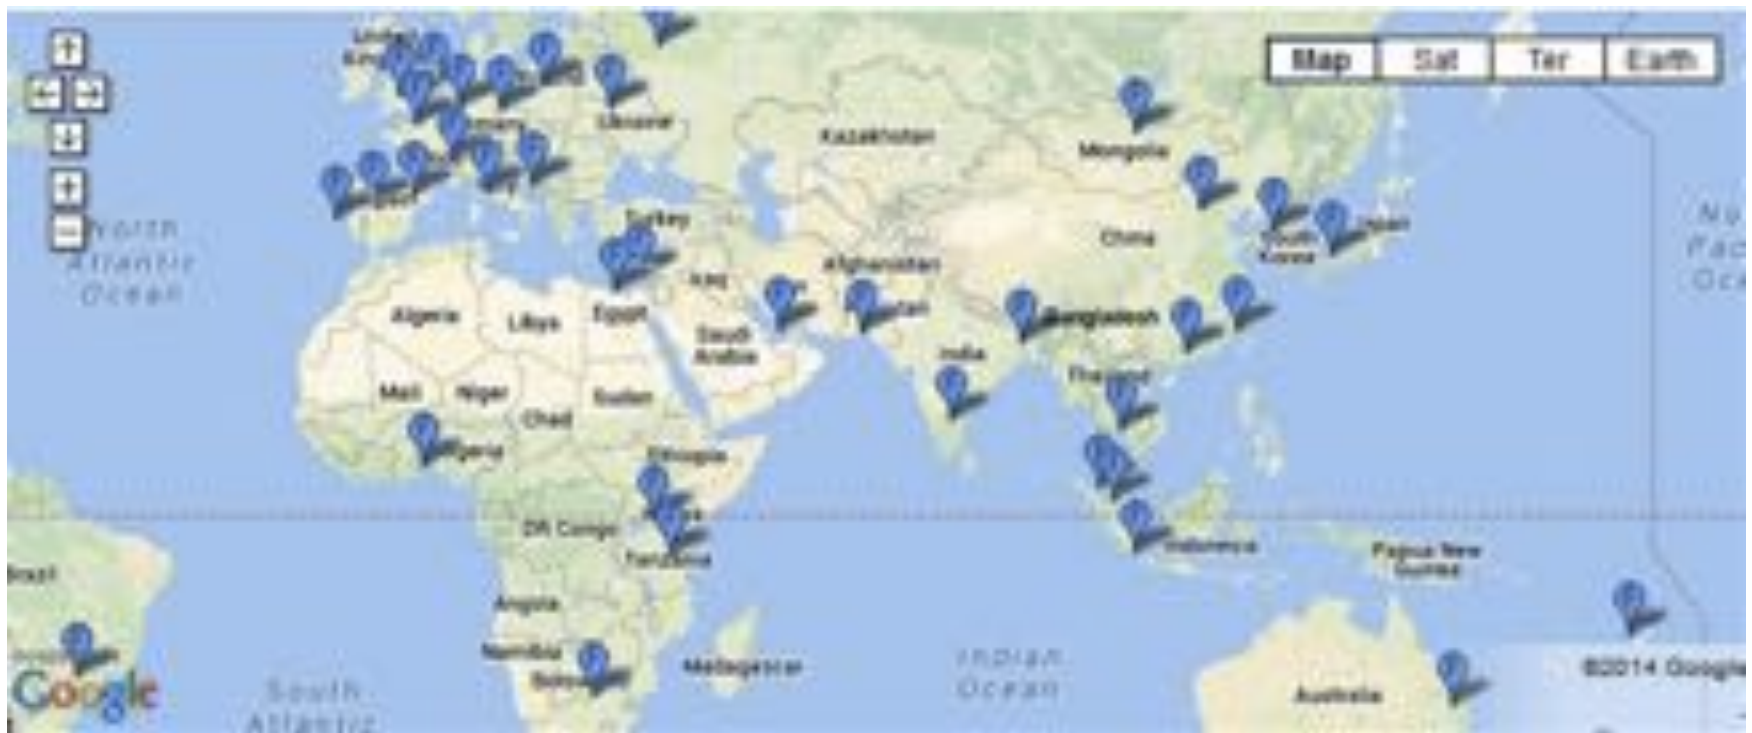 Map Sat Ter Earth
Ukraine
Kazakhstan
Mongolia
North
Atlantic
Ocean
Turkey
China
South
Korea
Afghanistan
Iraq
Algeria
Libya
Egypt
Saudi
Arabia
Bangladesh
India
Mali
Niger
Chad
Sudan
Thailand
Ethiopia
DR Congo
Tanzania
Indonesia
Papua New
Guinea
Angola
Namibia
Madagascar
Indian
Ocean
Australia
©2014 Google
Google
South
Atlantic